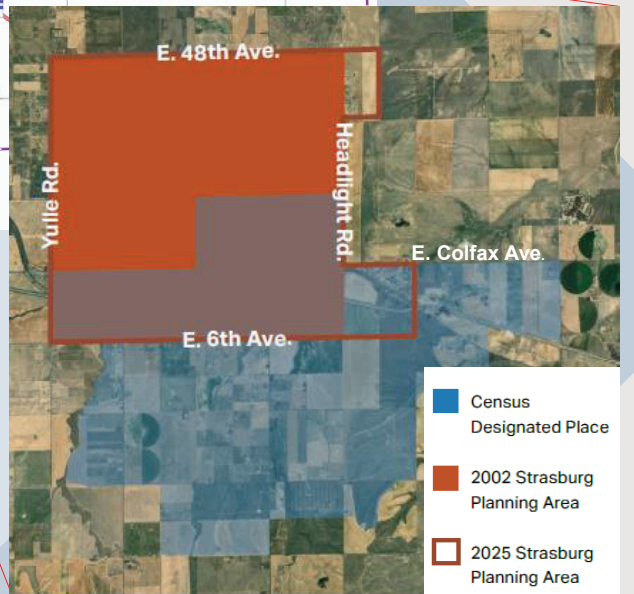 E. 48th Ave.
Yulle Rd.
Headlight Rd.
E. Colfax Ave.
E. 6th Ave.
Census
Designated Place
2002 Strasburg
Planning Area
2025 Strasburg
Planning Area